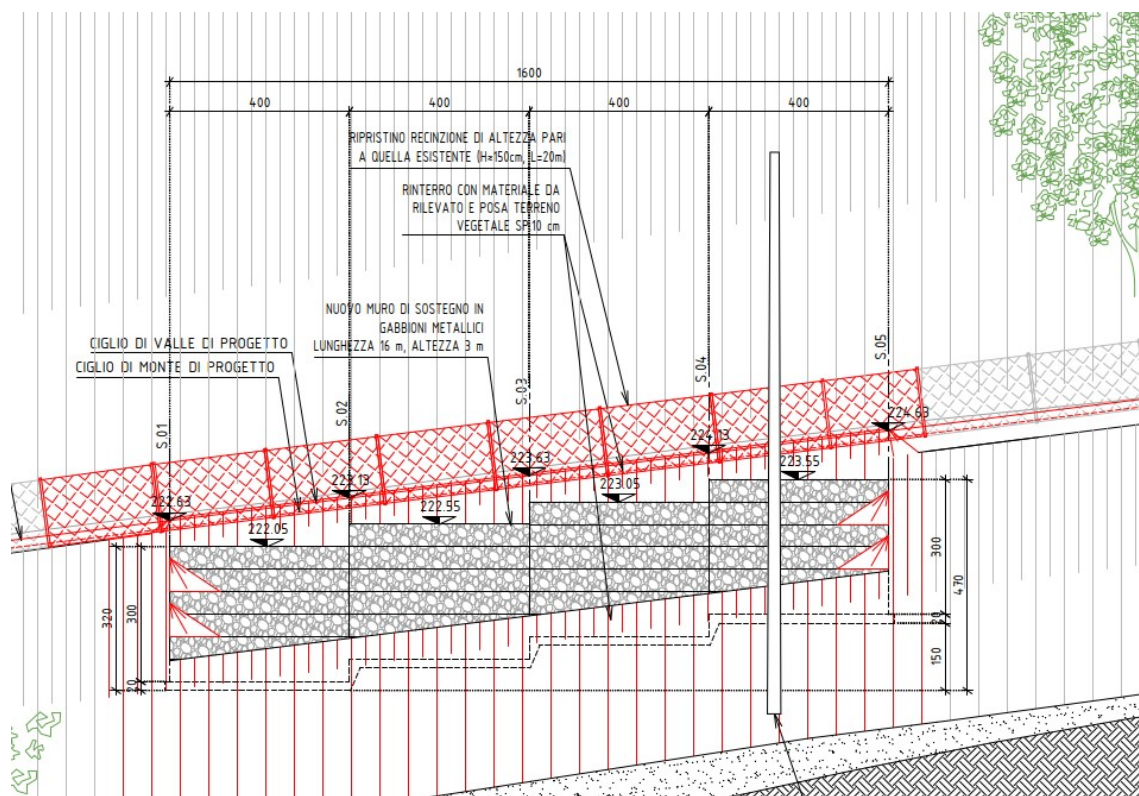 1600
400
400
400
400
RIPRISTINO RECINZIONE DI ALTEZZA PARI
A QUELLA ESISTENTE (H=150cm, L=20m)
RINTERRO CON MATERIALE DA
RILEVATO E POSA TERRENO
VEGETALE SP.10 cm
NUOVO MURO DI SOSTEGNO IN
GABBIONI METALLICI
LUNGHEZZA 16 m, ALTEZZA 3 m
CIGLIO DI VALLE DI PROGETTO
CIGLIO DI MONTE DI PROGETTO
S.01
S.02
S.03
S.04
S.05
222.63
223.13
223.63
224.13
224.63
222.05
222.55
223.05
223.55
320
300
20
300
20
150
470